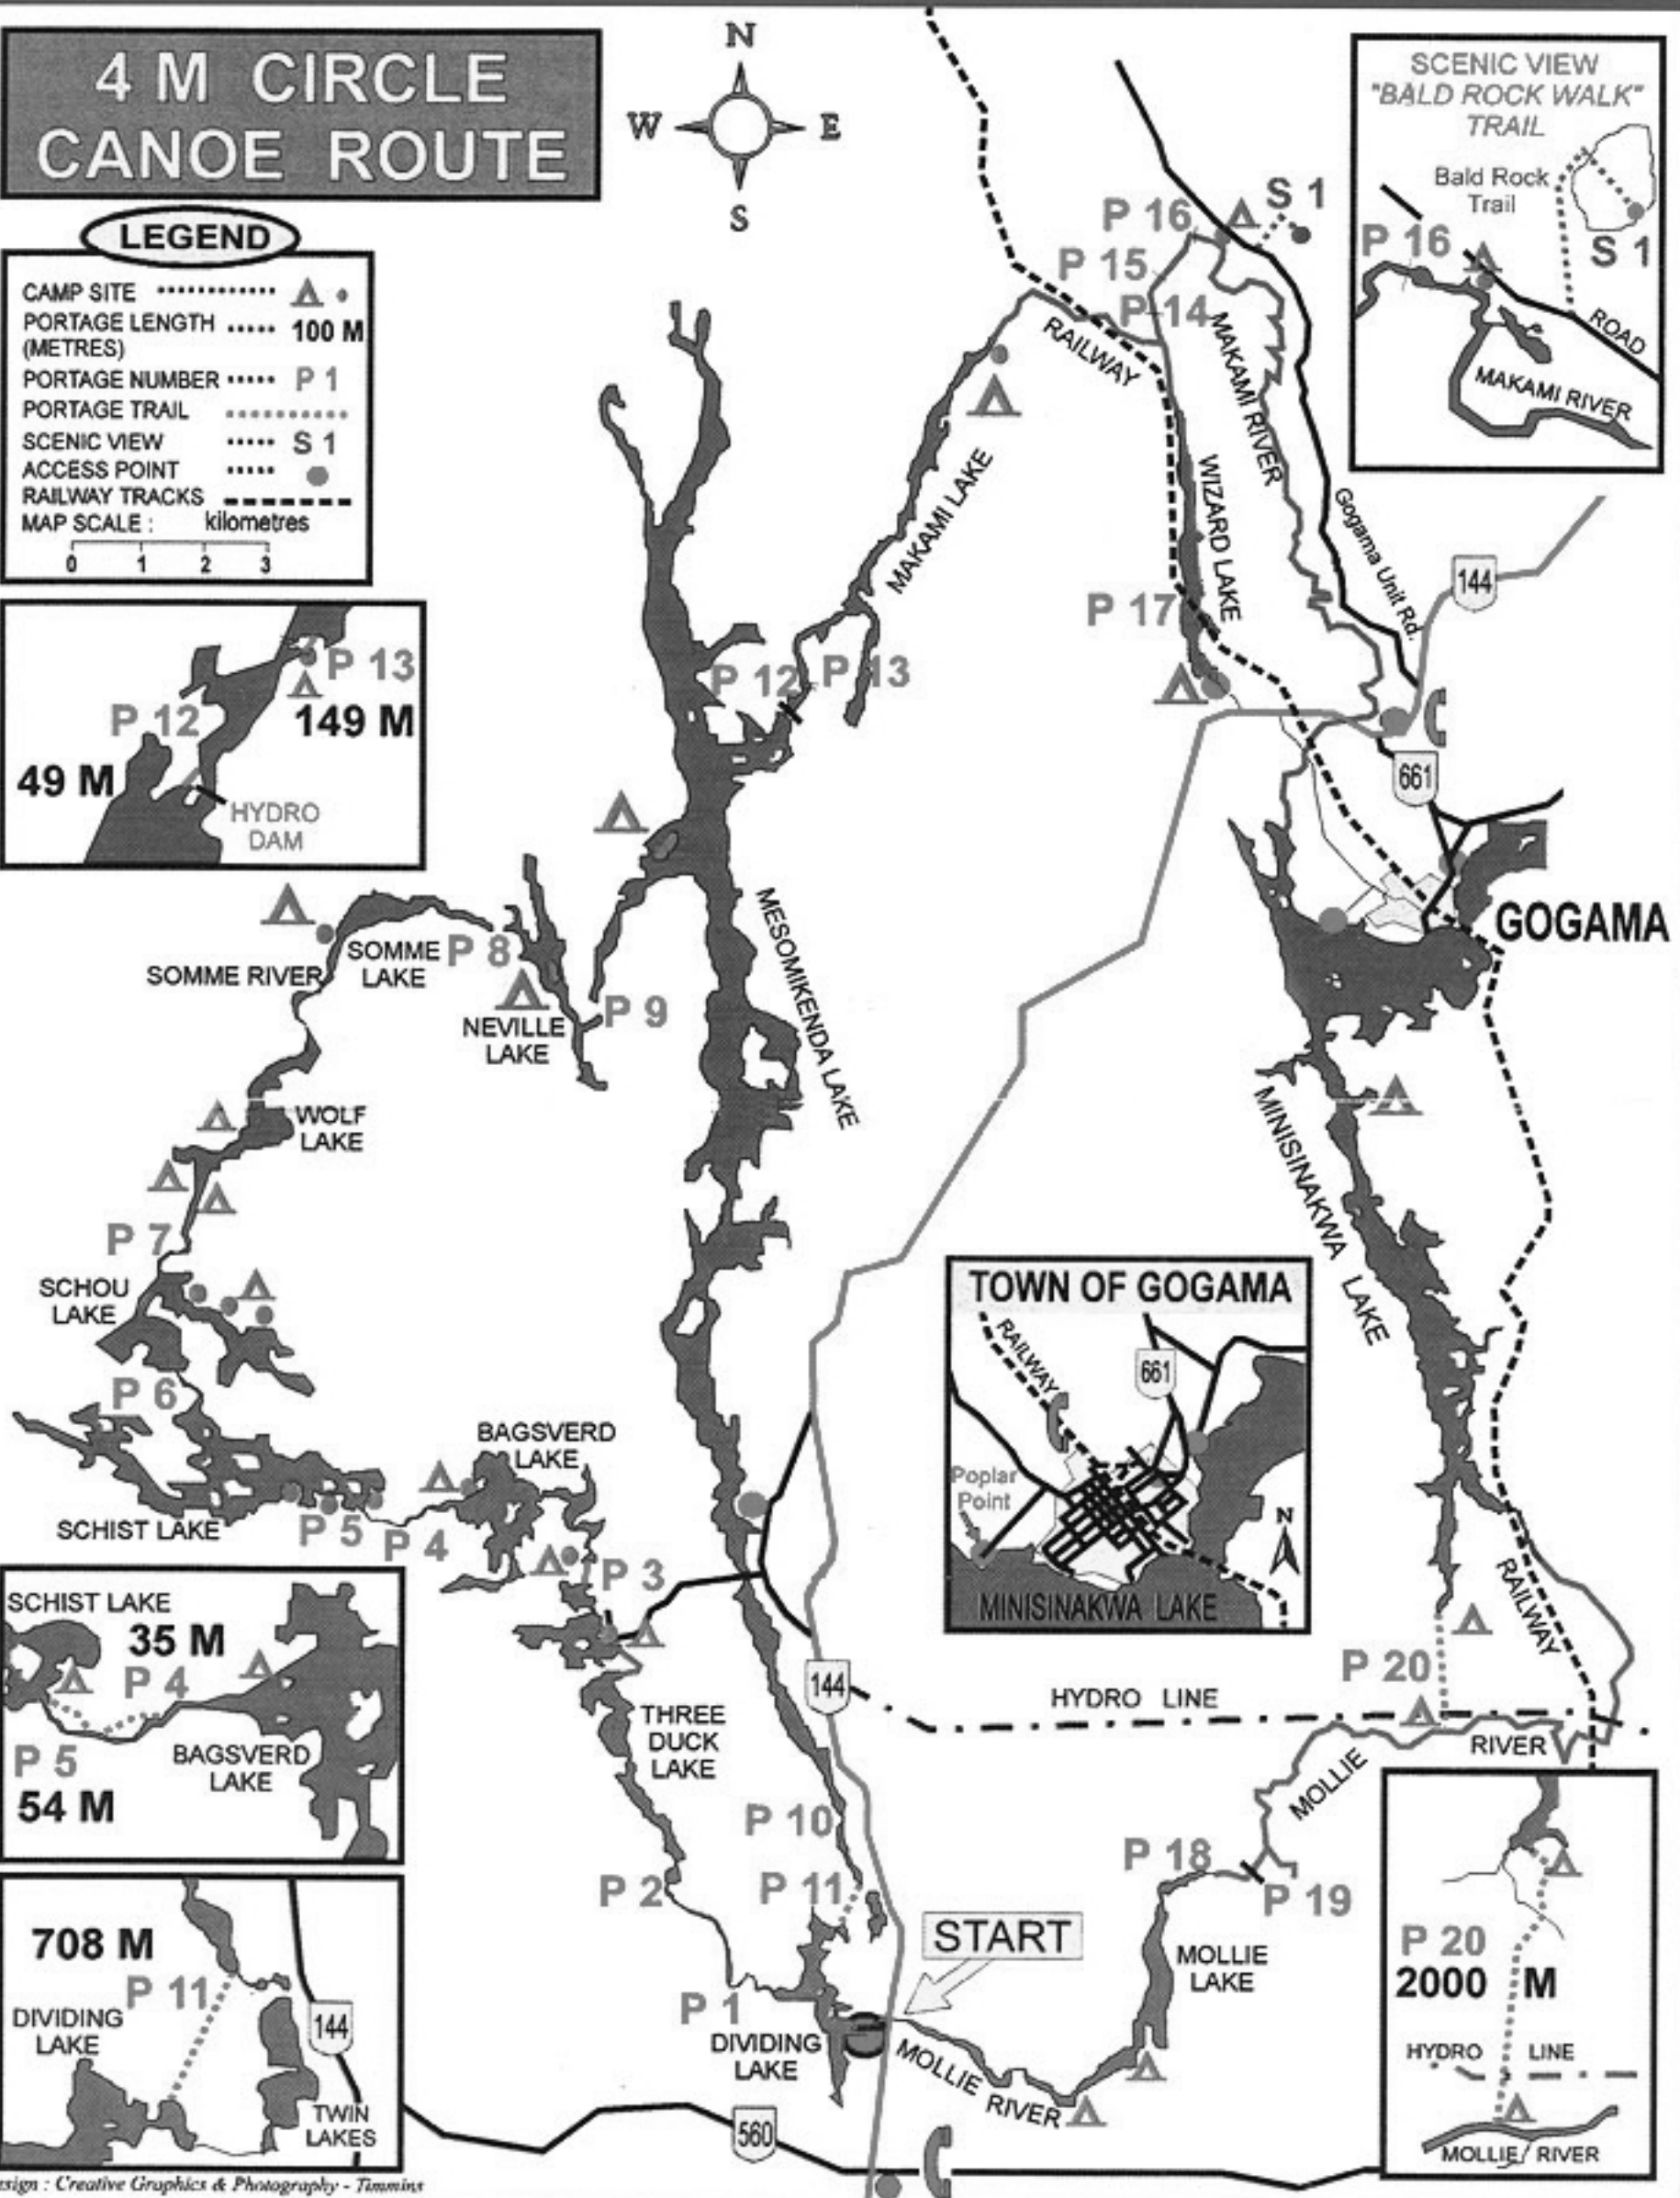 4 M CIRCLE
CANOE ROUTE
N
W
E
S
LEGEND
CAMP SITE
PORTAGE LENGTH
(METRES)
100 M
PORTAGE NUMBER
P 1
PORTAGE TRAIL
SCENIC VIEW
S 1
ACCESS POINT
RAILWAY TRACKS
MAP SCALE :
kilometres
0 1 2 3
SCENIC VIEW
"BALD ROCK WALK"
TRAIL
Bald Rock
Trail
P 16
S 1
ROAD
MAKAMI RIVER
P 16
S 1
P 15
P 14
RAILWAY
MAKAMI RIVER
MAKAMI LAKE
WIZARD LAKE
Gogama Unit Rd.
144
P 17
P 12
P 13
661
GOGAMA
P 13
P 12
149 M
49 M
HYDRO
DAM
SOMME RIVER
SOMME
LAKE
P 8
NEVILLE
LAKE
P 9
MESOMIKENDA LAKE
WOLF
LAKE
MINISINAKWA LAKE
P 7
SCHOU
LAKE
P 6
BAGSVERD
LAKE
SCHIST LAKE
P 5
P 4
P 3
TOWN OF GOGAMA
RAILWAY
661
Poplar
Point
N
MINISINAKWA LAKE
RAILWAY
SCHIST LAKE
35 M
P 4
P 5
BAGSVERD
LAKE
54 M
144
HYDRO LINE
P 20
THREE
DUCK
LAKE
MOLLIE
RIVER
P 10
P 2
P 11
P 18
P 19
START
MOLLIE
LAKE
P 1
DIVIDING
LAKE
MOLLIE RIVER
708 M
P 11
DIVIDING
LAKE
144
TWIN
LAKES
P 20
2000 M
HYDRO LINE
MOLLIE RIVER
560
sign : Creative Graphics & Photography - Timmins